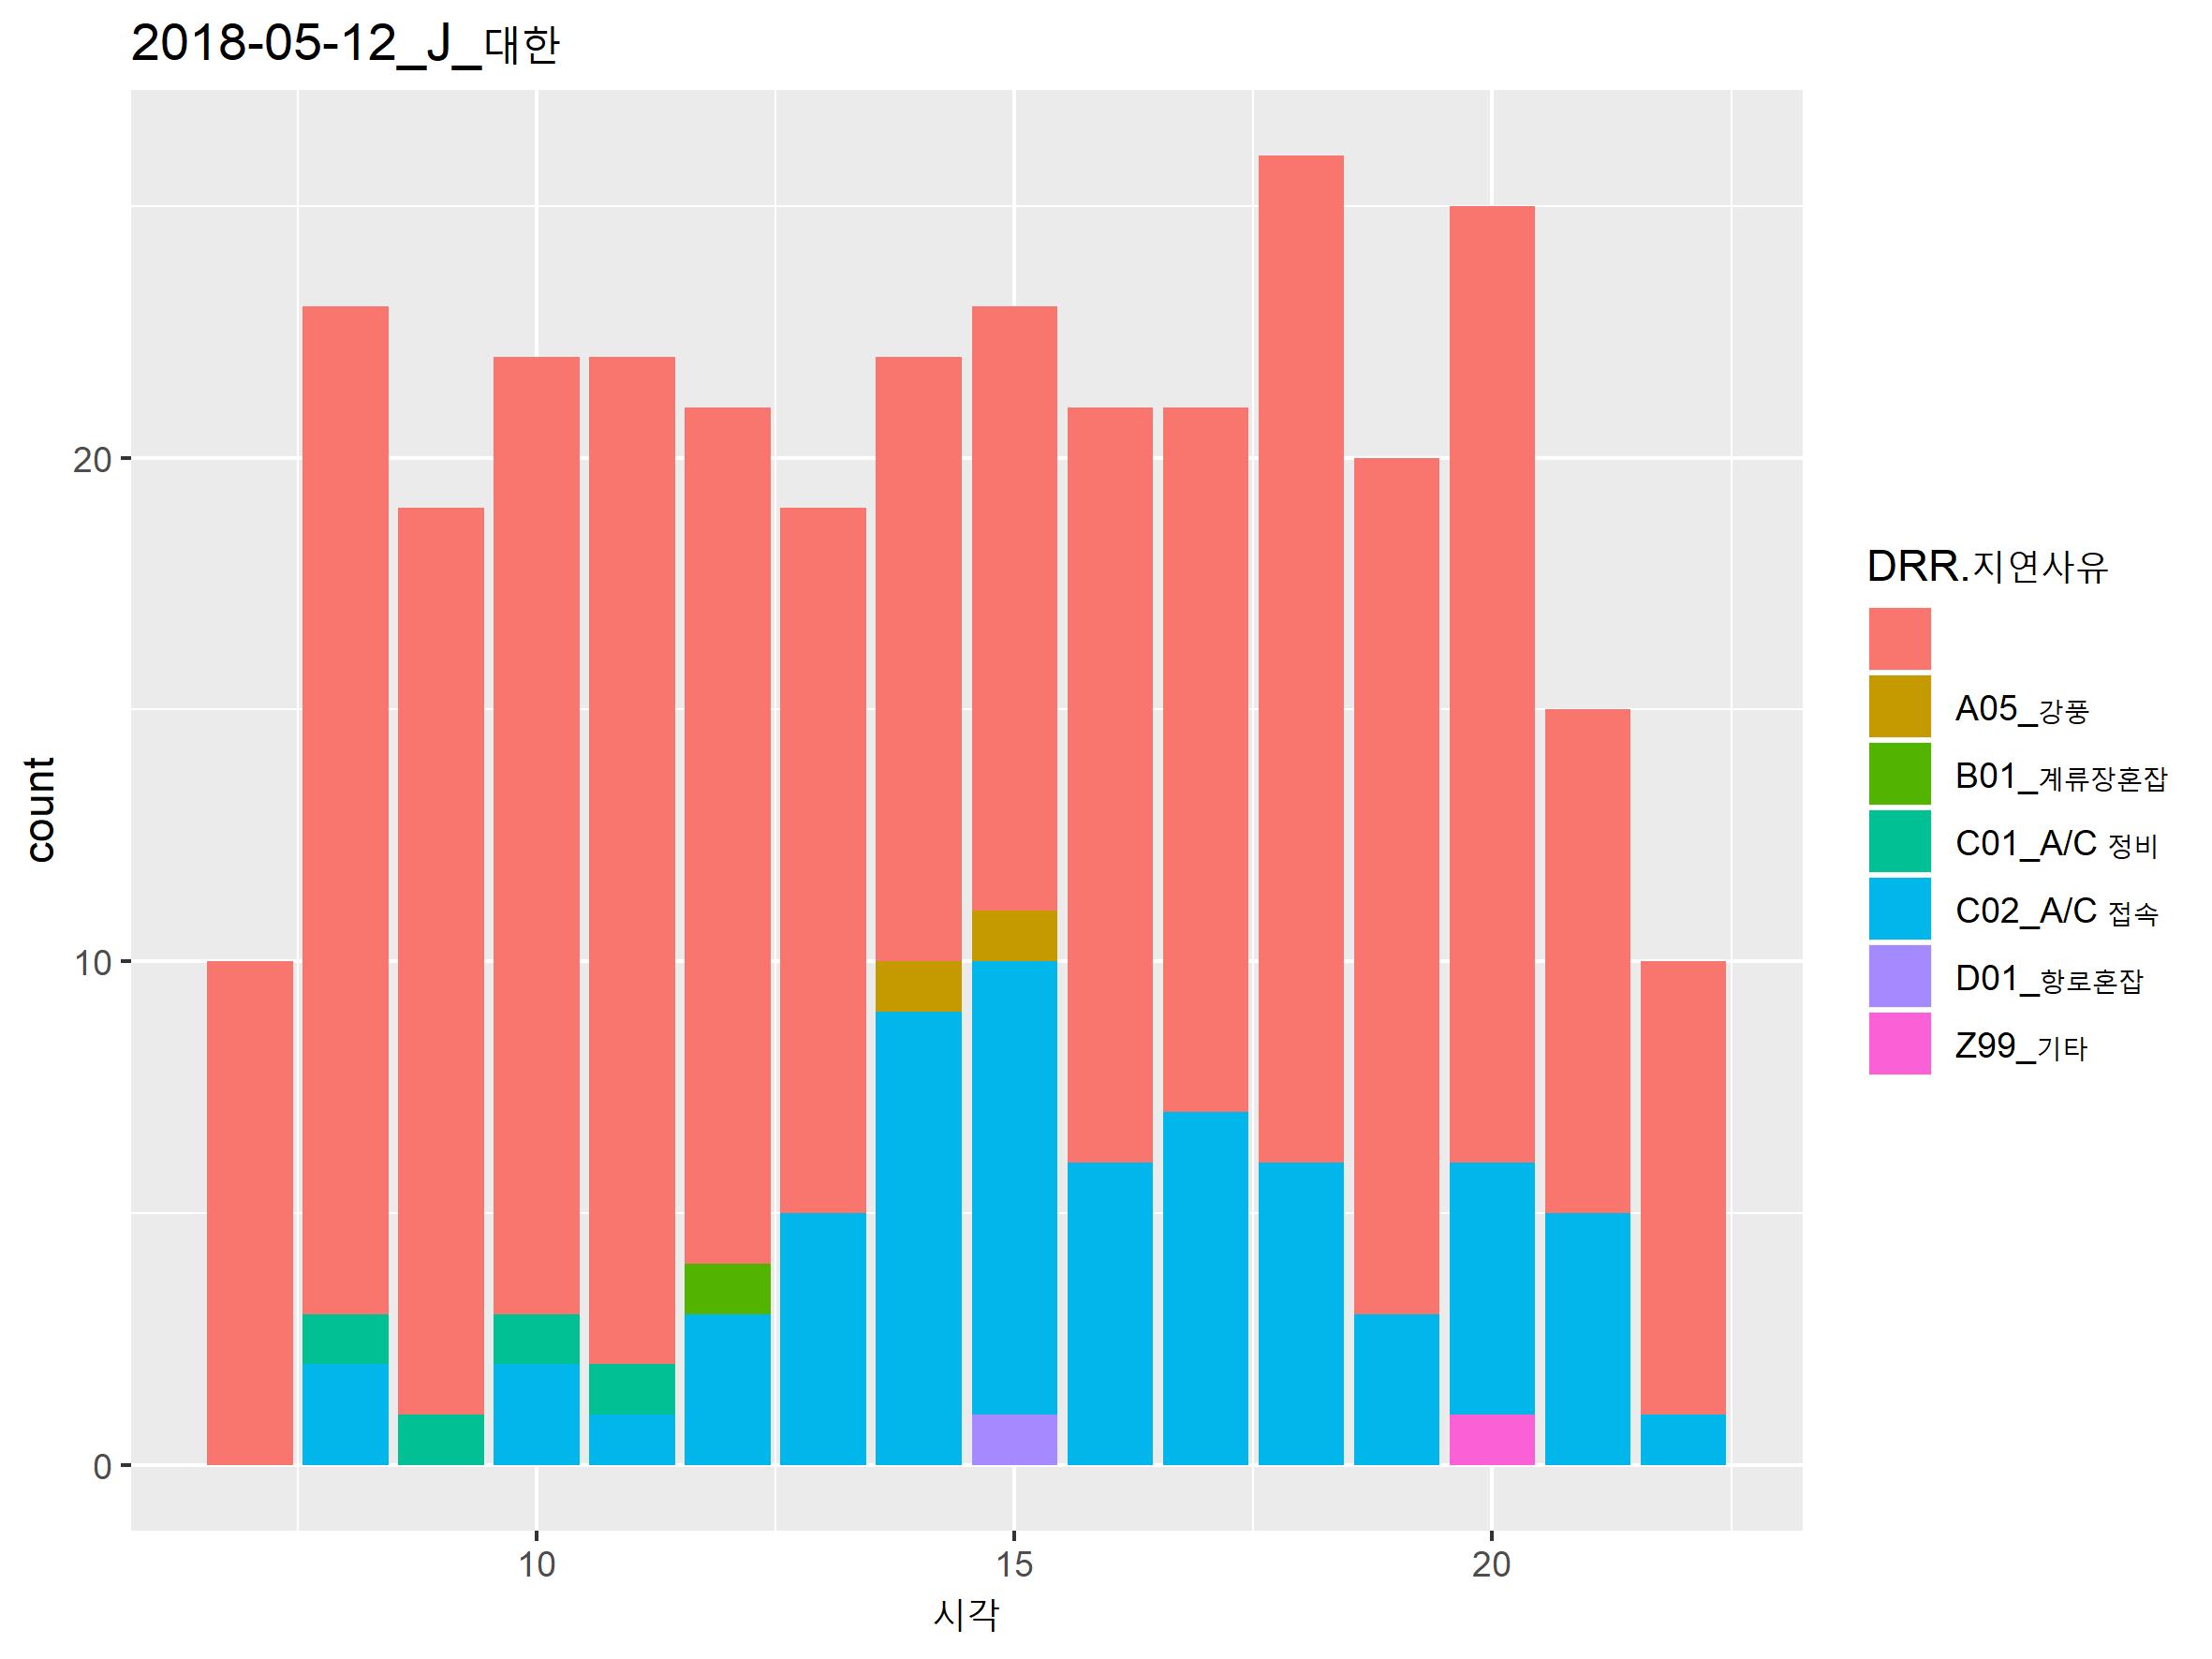 2018-05-12_J_대한
count
20
10
0
10
15
20
시각
DRR.지연사유
A05_강풍
B01_계류장혼잡
C01_A/C 정비
C02_A/C 접속
D01_항로혼잡
Z99_기타